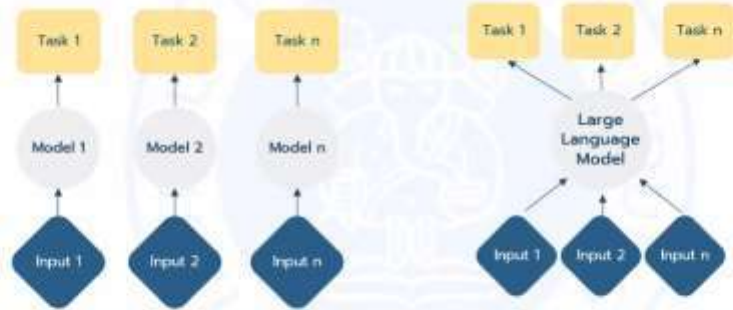 Task 1
Task 2
Task n
Model 1
Model 2
Model n
Input 1
Input 2
Input n
Task 1
Task 2
Task n
Large
Language
Model
Input 1
Input 2
Input n